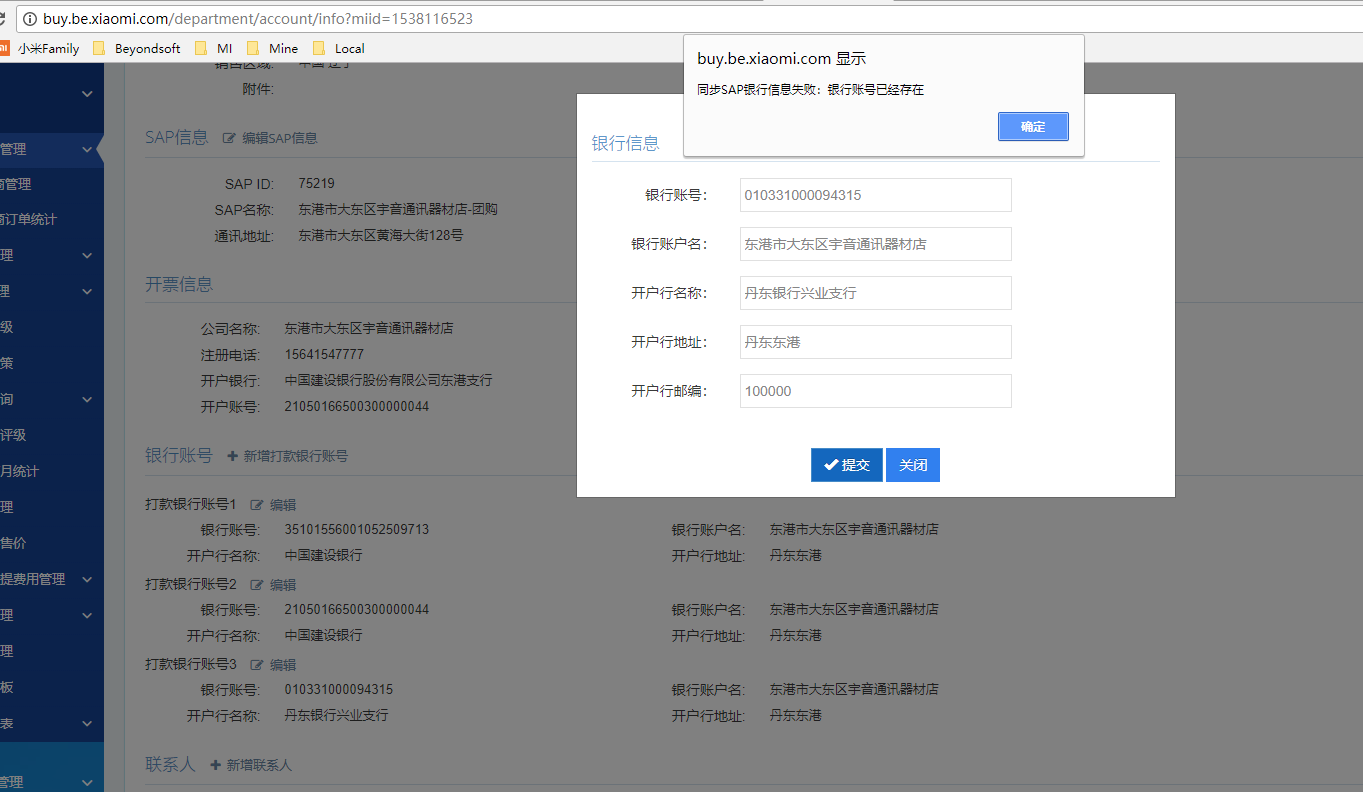 buy.be.xiaomi.com/department/account/info?miid=1538116523
小米Family Beyondsoft MI Mine Local
buy.be.xiaomi.com 显示
同步SAP银行信息失败：银行账号已经存在
确定
银行信息
银行账号： 010331000094315
银行账户名： 东港市大东区宇音通讯器材店
开户行名称： 丹东银行兴业支行
开户行地址： 丹东东港
开户行邮编： 100000
提交 关闭
管理
管理
订单统计
理
理
级
策
询
评级
月统计
理
售价
提费用管理
理
理
板
表
管理
附件:
SAP信息 编辑SAP信息
SAP ID: 75219
SAP名称: 东港市大东区宇音通讯器材店-团购
通讯地址: 东港市大东区黄海大街128号
开票信息
公司名称: 东港市大东区宇音通讯器材店
注册电话: 15641547777
开户银行: 中国建设银行股份有限公司东港支行
开户账号: 21050166500300000044
银行账号 新增打款银行账号
打款银行账号1 编辑
银行账号: 35101556001052509713 银行账户名: 东港市大东区宇音通讯器材店
开户行名称: 中国建设银行 开户行地址: 丹东东港
打款银行账号2 编辑
银行账号: 21050166500300000044 银行账户名: 东港市大东区宇音通讯器材店
开户行名称: 中国建设银行 开户行地址: 丹东东港
打款银行账号3 编辑
银行账号: 010331000094315 银行账户名: 东港市大东区宇音通讯器材店
开户行名称: 丹东银行兴业支行 开户行地址: 丹东东港
联系人 新增联系人